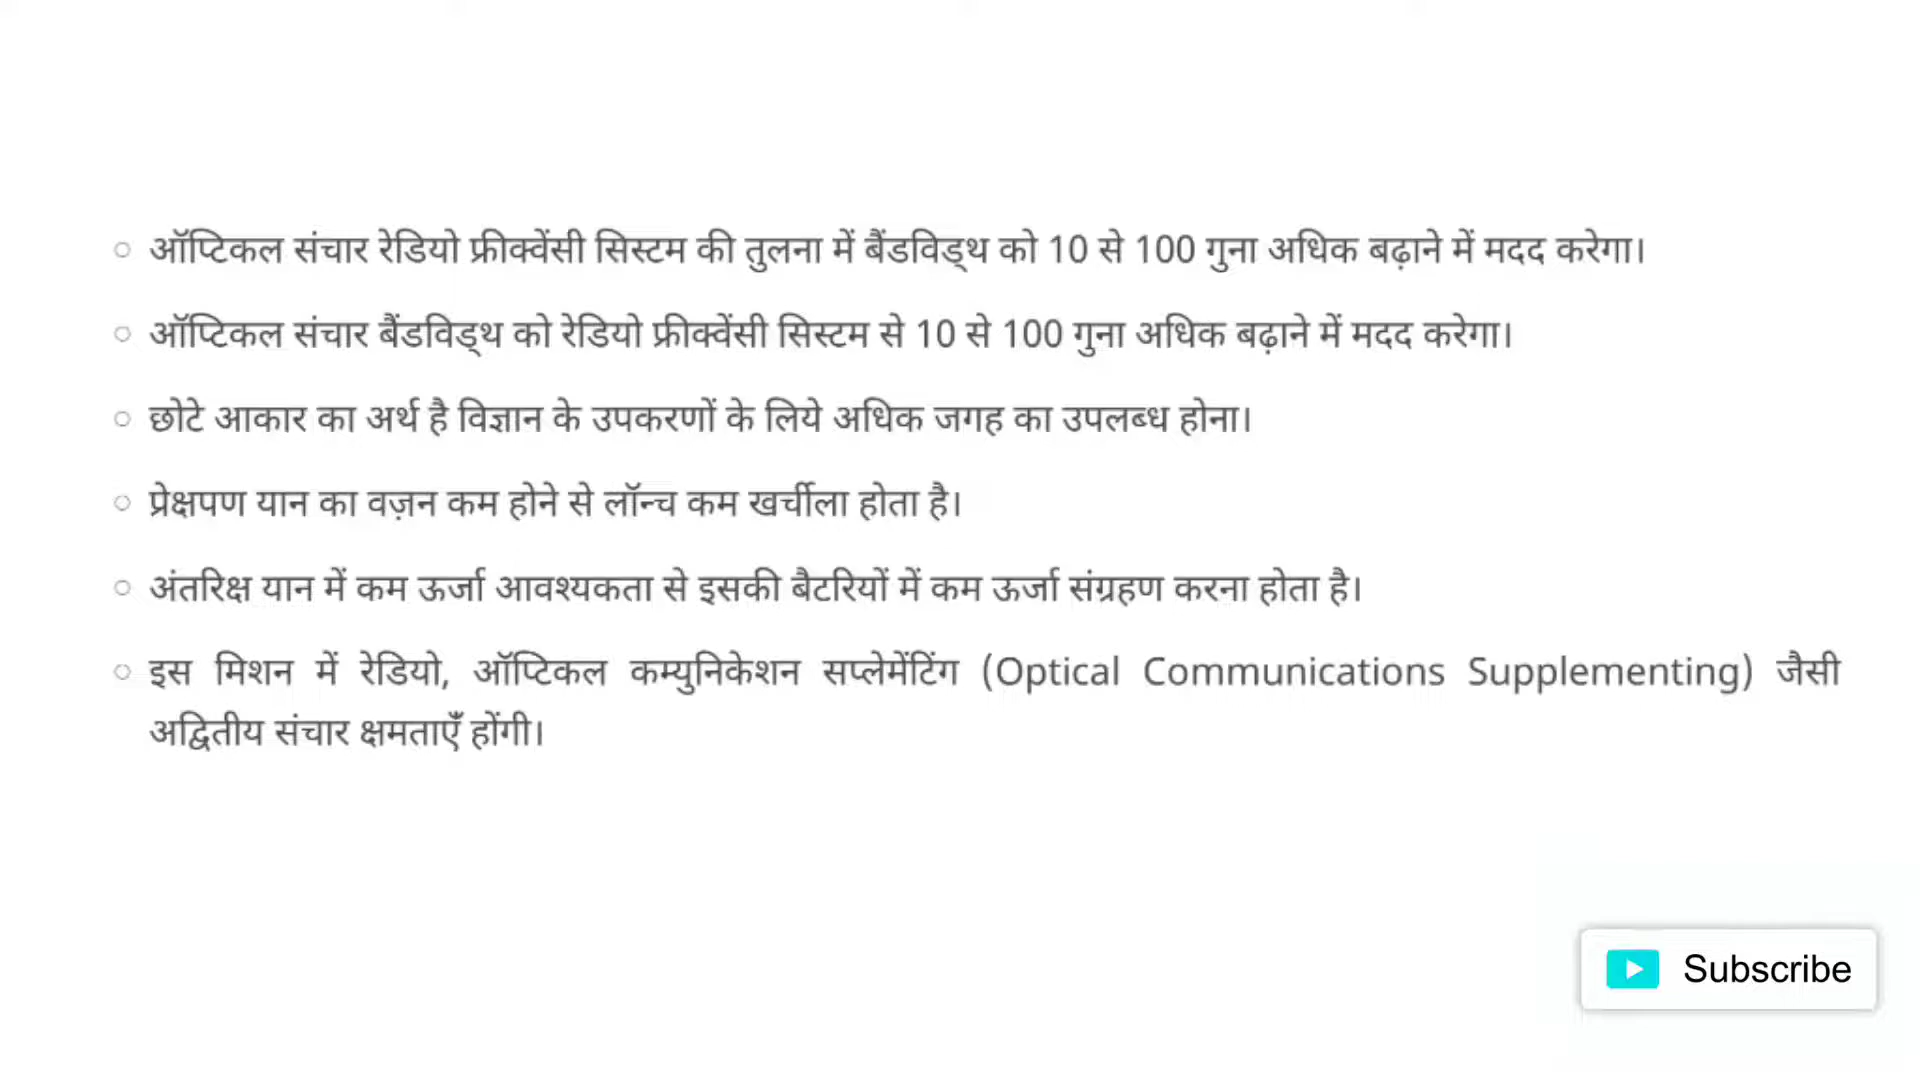 ऑप्टिकल संचार रेडियो फ्रीक्वेंसी सिस्टम की तुलना में बैंडविड्थ को 10 से 100 गुना अधिक बढ़ाने में मदद करेगा।
ऑप्टिकल संचार बैंडविड्थ को रेडियो फ्रीक्वेंसी सिस्टम से 10 से 100 गुना अधिक बढ़ाने में मदद करेगा।
छोटे आकार का अर्थ है विज्ञान के उपकरणों के लिये अधिक जगह का उपलब्ध होना।
प्रेक्षपण यान का वज़न कम होने से लॉन्च कम खर्चीला होता है।
अंतरिक्ष यान में कम ऊर्जा आवश्यकता से इसकी बैटरियों में कम ऊर्जा संग्रहण करना होता है।
इस मिशन में रेडियो, ऑप्टिकल कम्युनिकेशन सप्लेमेंटिंग (Optical Communications Supplementing) जैसी
अद्वितीय संचार क्षमताएँ होंगी।
Subscribe